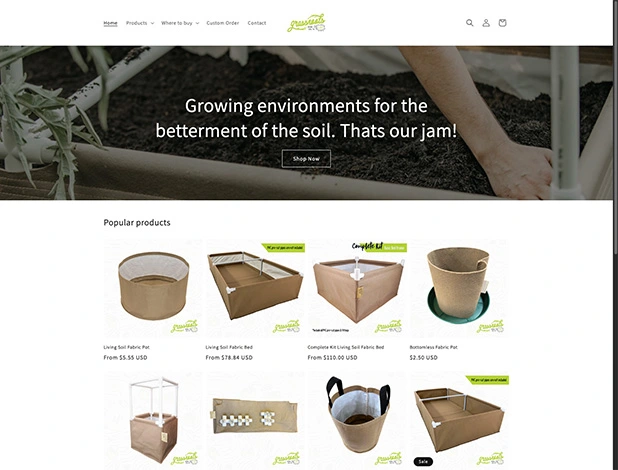 Home
Products
Where to buy
Custom Order
Contact
grassroots
Growing environments for the
betterment of the soil. Thats our jam!
Shop Now
Popular products
Complete Kit
Living Soil Fabric Pot
From $5.55 USD
Living Soil Fabric Bed
From $78.84 USD
Complete Kit Living Soil Fabric Bed
From $110.00 USD
Bottomless Fabric Pot
$2.50 USD
Sale